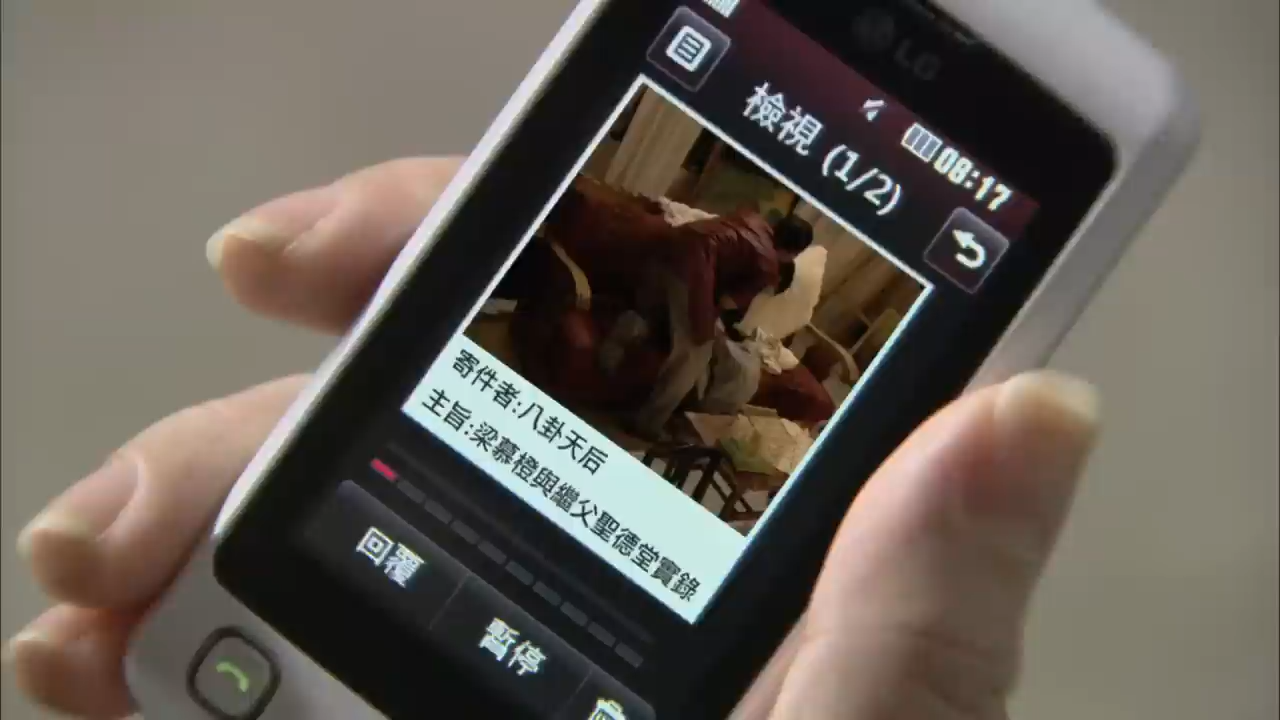 LG
08:17
檢視 (1/2)
寄件者:八卦天后
主旨:梁慕橙與繼父聖德堂實錄
回覆
暫停